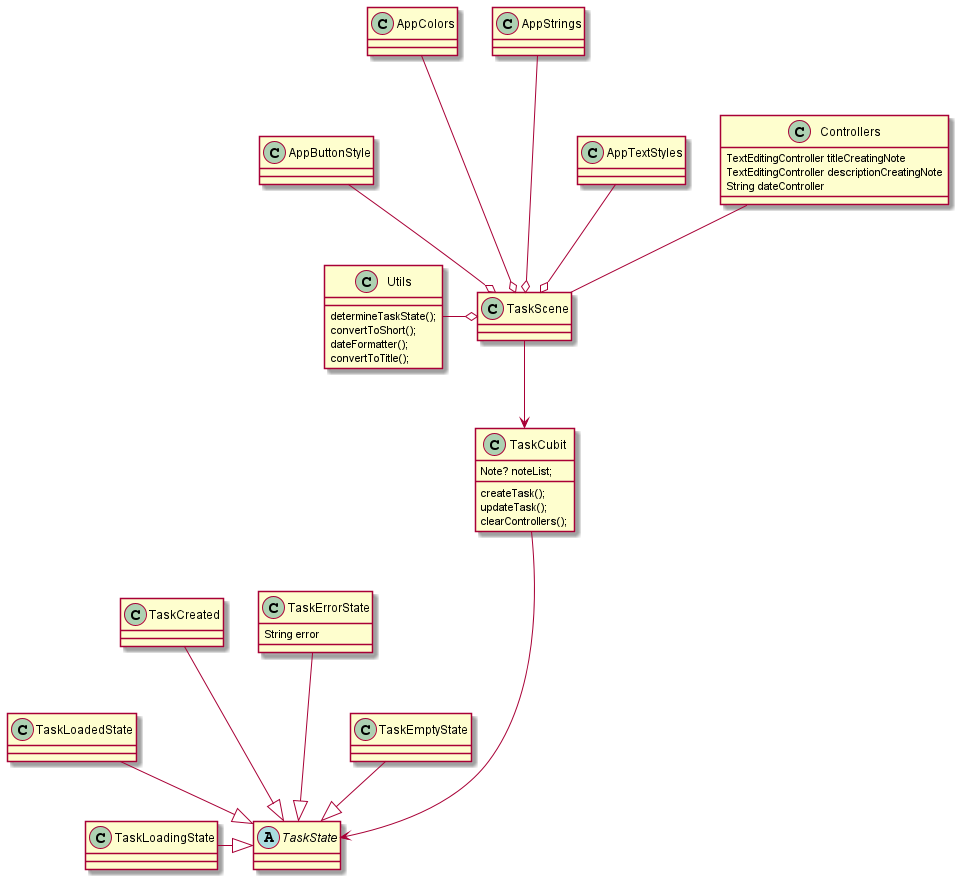 C AppColors
C AppStrings
C Controllers
TextEditingController titleCreatingNote
TextEditingController descriptionCreatingNote
String dateController
C AppButtonStyle
C AppTextStyles
C Utils
determineTaskState();
convertToShort();
dateFormatter();
convertToTitle();
C TaskScene
C TaskCubit
Note? noteList;
createTask();
updateTask();
clearControllers();
C TaskCreated
C TaskErrorState
String error
C TaskLoadedState
C TaskEmptyState
C TaskLoadingState
A TaskState